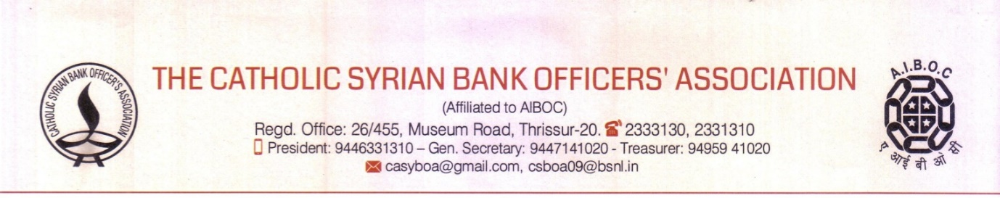 CATHOLIC SYRIAN BANK OFFICER'S ASSOCIATION
THE CATHOLIC SYRIAN BANK OFFICERS' ASSOCIATION
(Affiliated to AIBOC)
Regd. Office: 26/455, Museum Road, Thrissur-20. 2333130, 2331310
President: 9446331310 – Gen. Secretary: 9447141020 - Treasurer: 94959 41020
casyboa@gmail.com, csboa09@bsnl.in
A.I.B.O.C
ए आई बी ओ सी